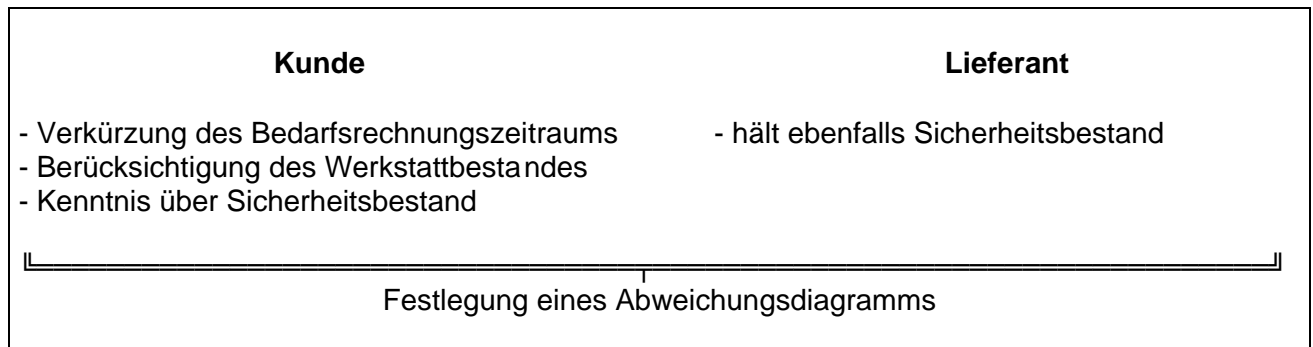 Kunde
Lieferant
- Verkürzung des Bedarfsrechnungszeitraums
- hält ebenfalls Sicherheitsbestand
- Berücksichtigung des Werkstattbestandes
- Kenntnis über Sicherheitsbestand
Festlegung eines Abweichungsdiagramms